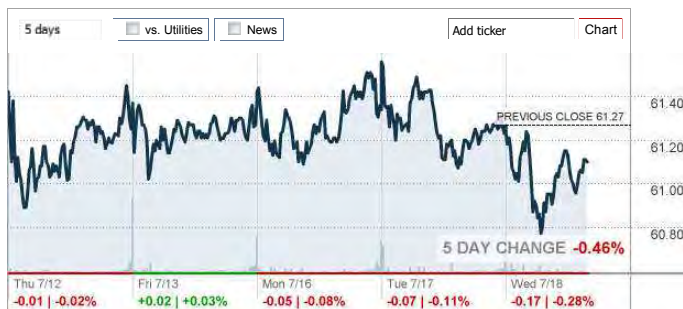 5 days vs. Utilities News Add ticker Chart
61.40
PREVIOUS CLOSE 61.27
61.20
61.00
60.80
5 DAY CHANGE -0.46%
Thu 7/12 Fri 7/13 Mon 7/16 Tue 7/17 Wed 7/18
-0.01 | -0.02% +0.02 | +0.03% -0.05 | -0.08% -0.07 | -0.11% -0.17 | -0.28%